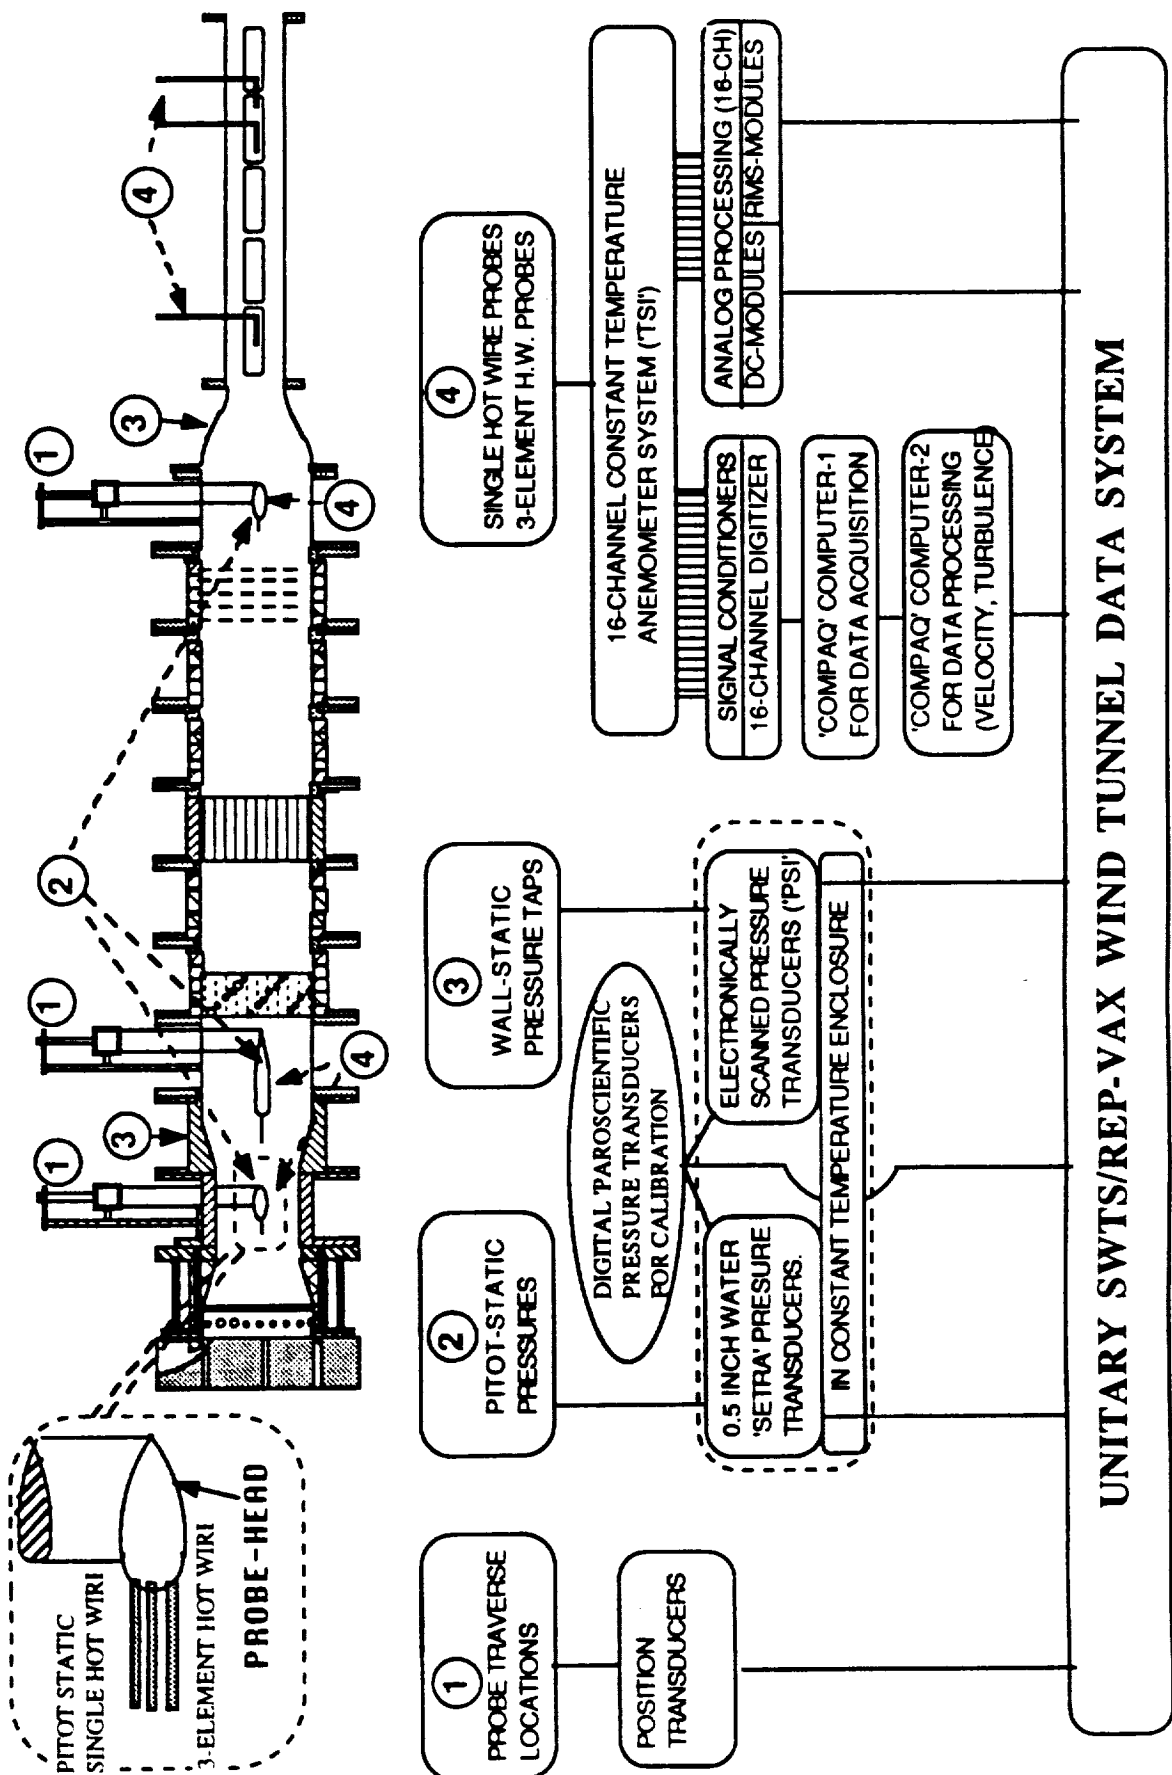 PITOT STATIC
SINGLE HOT WIRI
3-ELEMENT HOT WIRI
PROBE-HEAD
1
1
1
2
3
3
4
4
4
1
PROBE TRAVERSE
LOCATIONS
POSITION
TRANSDUCERS
2
PITOT-STATIC
PRESSURES
3
WALL-STATIC
PRESSURE TAPS
DIGITAL PAROSCIENTIFIC
PRESSURE TRANSDUCERS
FOR CALIBRATION
0.5 INCH WATER
'SETRA' PRESURE
TRANSDUCERS.
ELECTRONICALLY
SCANNED PRESSURE
TRANSDUCERS ('PSI'
IN CONSTANT TEMPERATURE ENCLOSURE
4
SINGLE HOT WIRE PROBES
3-ELEMENT H.W. PROBES
16-CHANNEL CONSTANT TEMPERATURE
ANEMOMETER SYSTEM ('TSI')
SIGNAL CONDITIONERS
16-CHANNEL DIGITIZER
'COMPAQ' COMPUTER-1
FOR DATA ACQUISITION
'COMPAQ' COMPUTER-2
FOR DATA PROCESSING
(VELOCITY, TURBULENCE)
ANALOG PROCESSING (16-CH)
DC-MODULES RMS-MODULES
UNITARY SWTS/REP-VAX WIND TUNNEL DATA SYSTEM